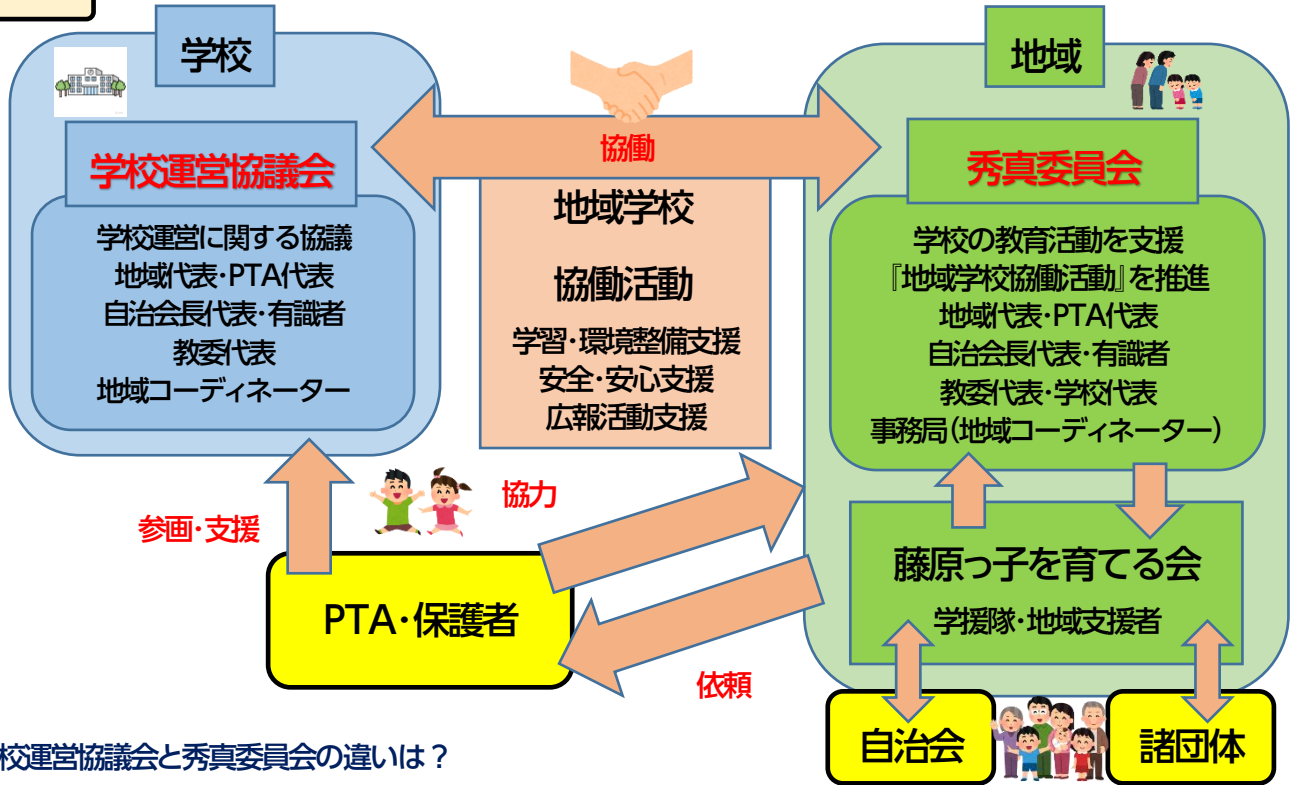 学校
学校運営協議会
学校運営に関する協議
地域代表・PTA代表
自治会長代表・有識者
教委代表
地域コーディネーター
協働
地域学校
協働活動
学習・環境整備支援
安全・安心支援
広報活動支援
地域
秀真委員会
学校の教育活動を支援
『地域学校協働活動』を推進
地域代表・PTA代表
自治会長代表・有識者
教委代表・学校代表
事務局（地域コーディネーター）
参画・支援
協力
PTA・保護者
依頼
藤原っ子を育てる会
学援隊・地域支援者
自治会
諸団体
校運営協議会と秀真委員会の違いは？